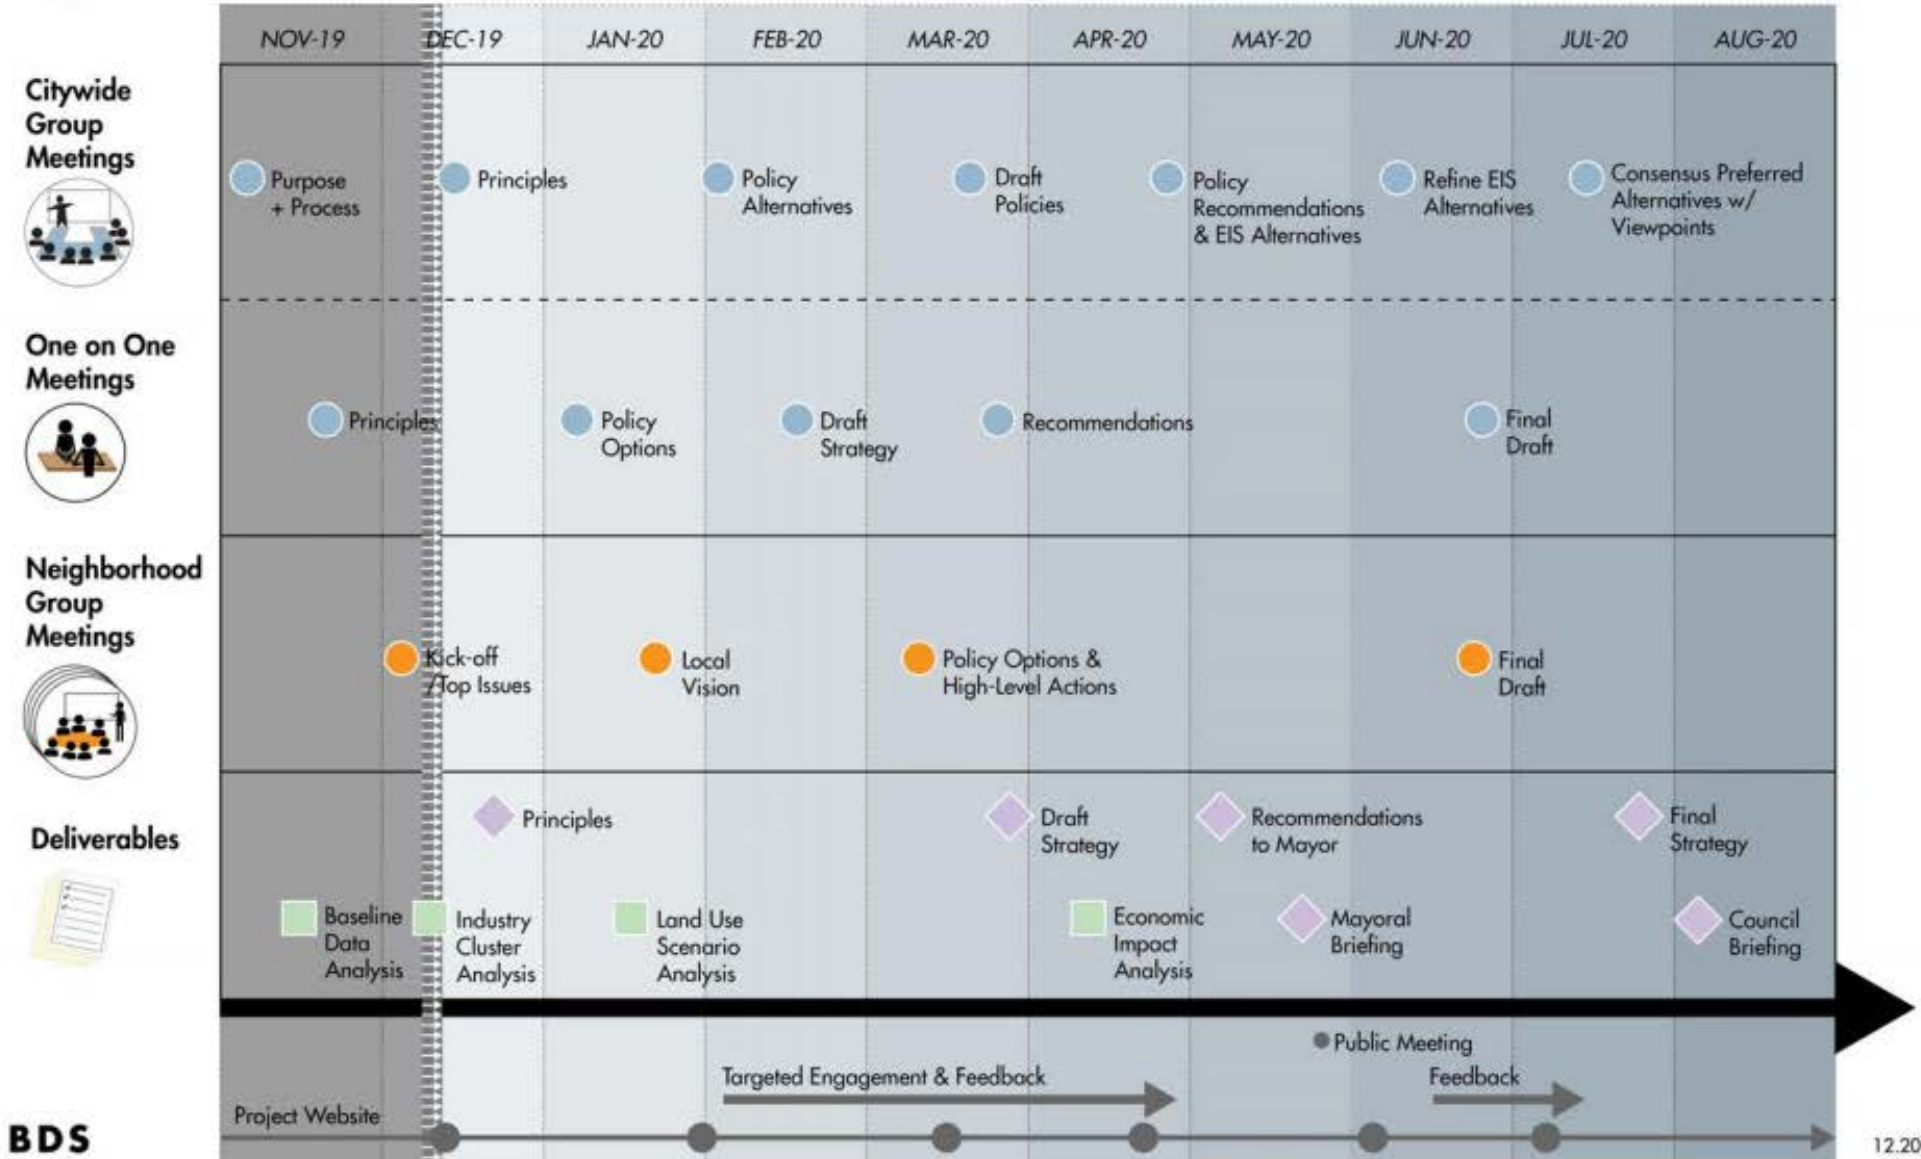 NOV-19 DEC-19 JAN-20 FEB-20 MAR-20 APR-20 MAY-20 JUN-20 JUL-20 AUG-20
Citywide
Group
Meetings
Purpose
+ Process
Principles
Policy
Alternatives
Draft
Policies
Policy
Recommendations
& EIS Alternatives
Refine EIS
Alternatives
Consensus Preferred
Alternatives w/
Viewpoints
One on One
Meetings
Principles
Policy
Options
Draft
Strategy
Recommendations
Final
Draft
Neighborhood
Group
Meetings
Kick-off
/Top Issues
Local
Vision
Policy Options &
High-Level Actions
Final
Draft
Deliverables
Principles
Draft
Strategy
Recommendations
to Mayor
Final
Strategy
Baseline
Data
Analysis
Industry
Cluster
Analysis
Land Use
Scenario
Analysis
Economic
Impact
Analysis
Mayoral
Briefing
Council
Briefing
Public Meeting
Targeted Engagement & Feedback
Feedback
Project Website
BDS
12.20